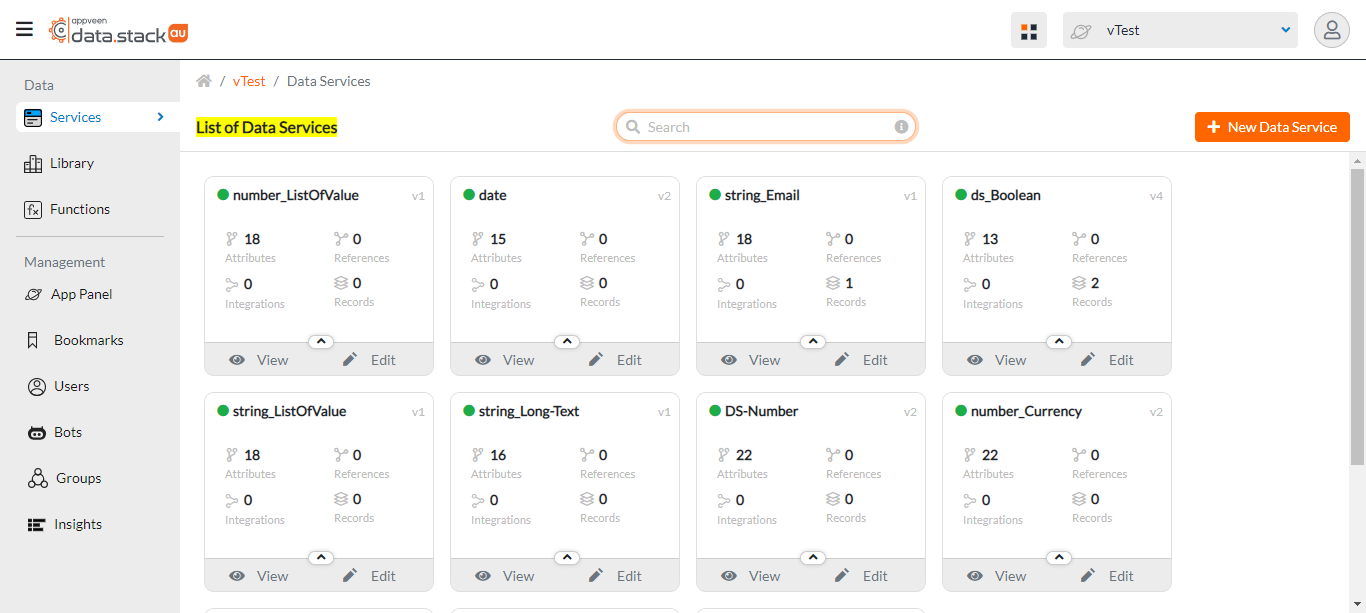 appveen
data.stack au
vTest
Data
Services
Library
Functions
Management
App Panel
Bookmarks
Users
Bots
Groups
Insights
/ vTest / Data Services
List of Data Services
Search
New Data Service
number_ListOfValue v1
18 Attributes
0 References
0 Integrations
0 Records
View Edit
date v2
15 Attributes
0 References
0 Integrations
0 Records
View Edit
string_Email v1
18 Attributes
0 References
0 Integrations
1 Records
View Edit
ds_Boolean v4
13 Attributes
0 References
0 Integrations
2 Records
View Edit
string_ListOfValue v1
18 Attributes
0 References
0 Integrations
0 Records
View Edit
string_Long-Text v1
16 Attributes
0 References
0 Integrations
0 Records
View Edit
DS-Number v2
22 Attributes
0 References
0 Integrations
0 Records
View Edit
number_Currency v2
22 Attributes
0 References
0 Integrations
0 Records
View Edit